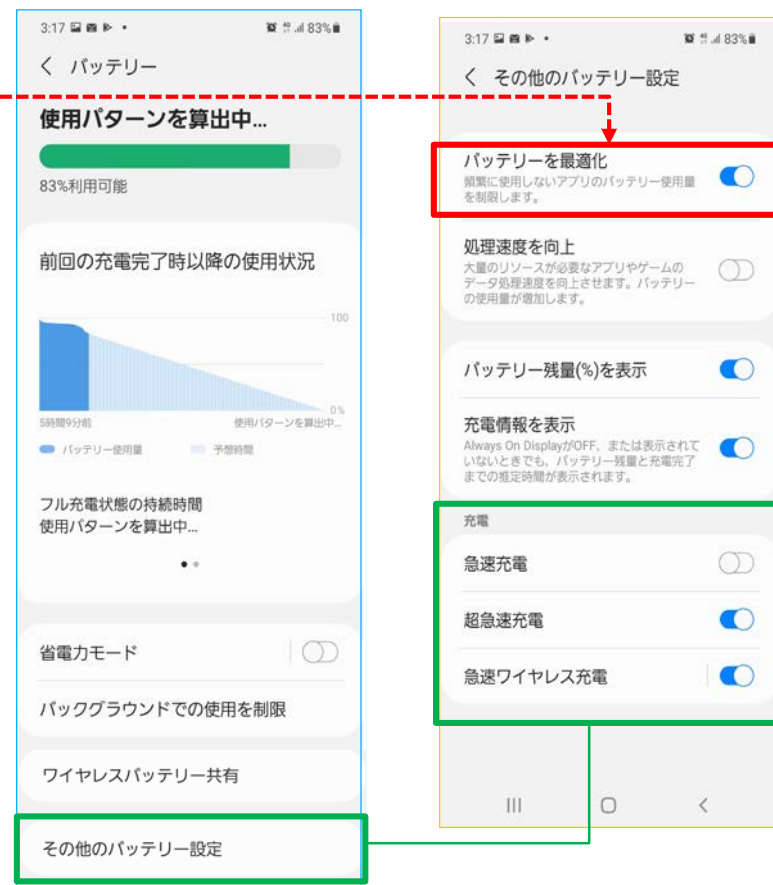 3:17
83%
バッテリー
使用パターンを算出中...
83%利用可能
前回の充電完了時以降の使用状況
100
0%
5時間9分前
使用パターンを算出中...
バッテリー使用量
予想時間
フル充電状態の持続時間
使用パターンを算出中...
省電力モード
バックグラウンドでの使用を制限
ワイヤレスバッテリー共有
その他のバッテリー設定
3:17
83%
その他のバッテリー設定
バッテリーを最適化
頻繁に使用しないアプリのバッテリー使用量
を制限します。
処理速度を向上
大量のリソースが必要なアプリやゲームの
データ処理速度を向上させます。バッテリー
の使用量が増加します。
バッテリー残量(%)を表示
充電情報を表示
Always On DisplayがOFF、または表示されて
いないときでも、バッテリー残量と充電完了
までの推定時間が表示されます。
充電
急速充電
超急速充電
急速ワイヤレス充電